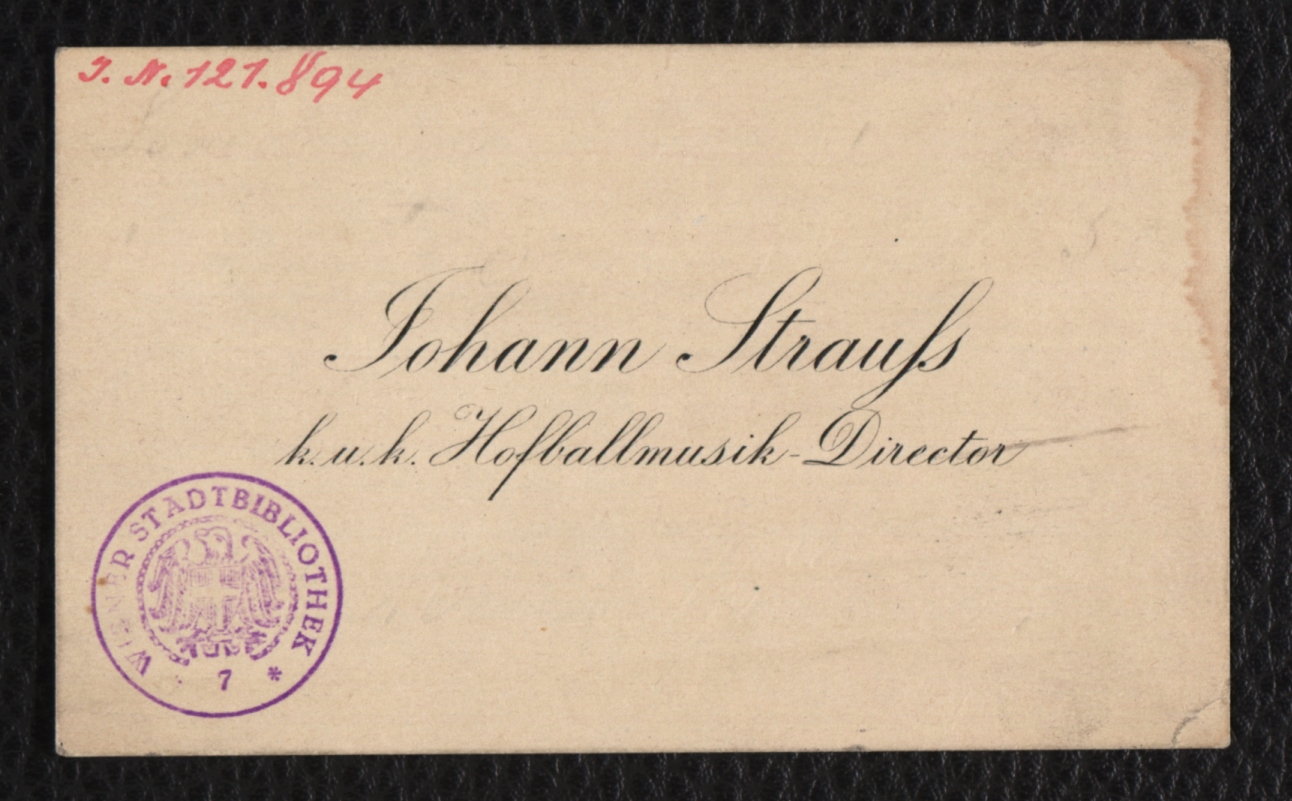 J. N. 121.894
Johann Strauſs
k. u. k. Hofballmusik-Director
WIENER STADTBIBLIOTHEK
7 *